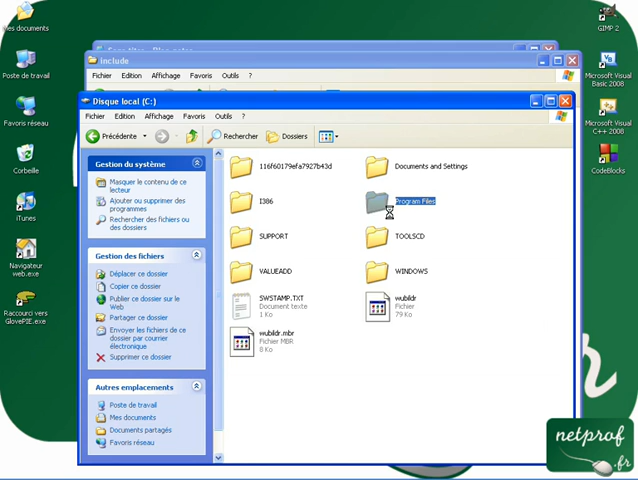 Mes documents
Poste de travail
Favoris réseau
Corbeille
iTunes
Navigateur
web.exe
Raccourci vers
GlovePIE.exe
include
Fichier Edition Affichage Favoris Outils ?
Disque local (C:)
Fichier Edition Affichage Favoris Outils ?
Précédente Rechercher Dossiers
Gestion du système
Masquer le contenu de ce
lecteur
Ajouter ou supprimer des
programmes
Rechercher des fichiers ou
des dossiers
Gestion des fichiers
Déplacer ce dossier
Copier ce dossier
Publier ce dossier sur le
Web
Partager ce dossier
Envoyer les fichiers de ce
dossier par courrier
électronique
Supprimer ce dossier
Autres emplacements
Poste de travail
Mes documents
Documents partagés
Favoris réseau
116f60179efa7927b43d
Documents and Settings
I386
Program Files
SUPPORT
TOOLSCD
VALUEADD
WINDOWS
SWSTAMP.TXT
Document texte
1 Ko
wubildr
Fichier
79 Ko
wubildr.mbr
Fichier MBR
8 Ko
GIMP 2
Microsoft Visual
Basic 2008
Microsoft Visual
C++ 2008
CodeBlocks
r
netprof
.fr